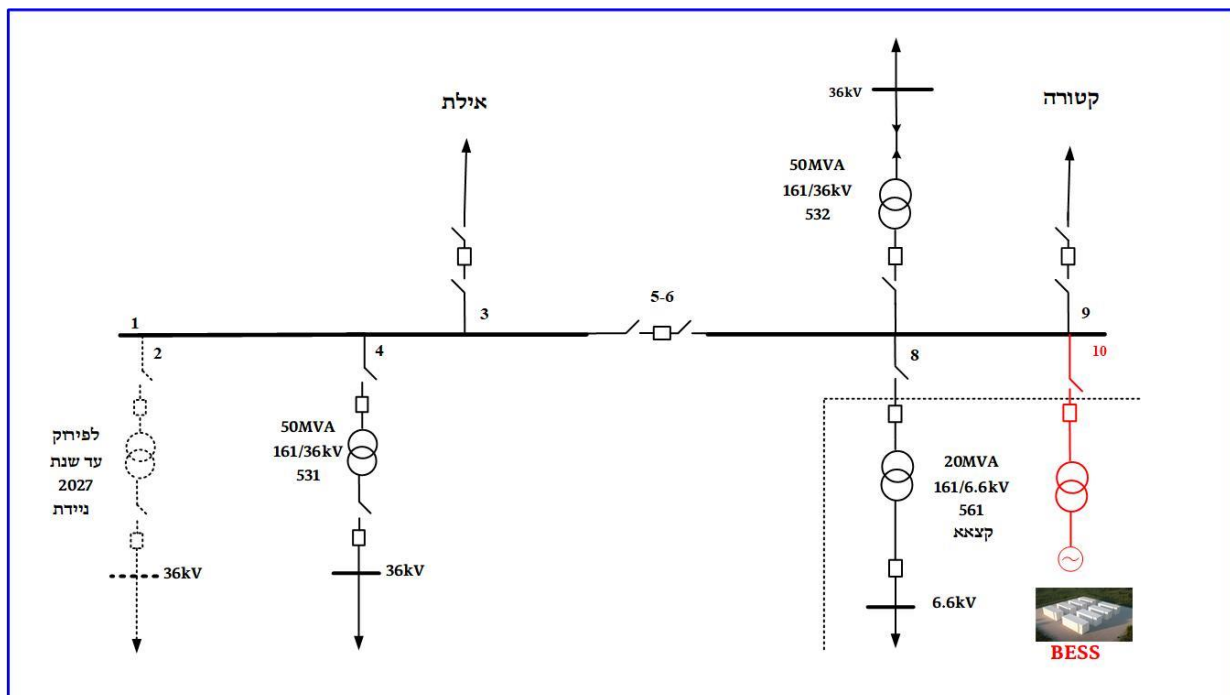 אילת
קטורה
36kV
50MVA
161/36kV
532
5-6
1
2
3
4
8
9
10
לפירוק
עד שנת
2027
ניידת
50MVA
161/36kV
531
20MVA
161/6.6kV
561
קצאא
36kV
36kV
6.6kV
BESS